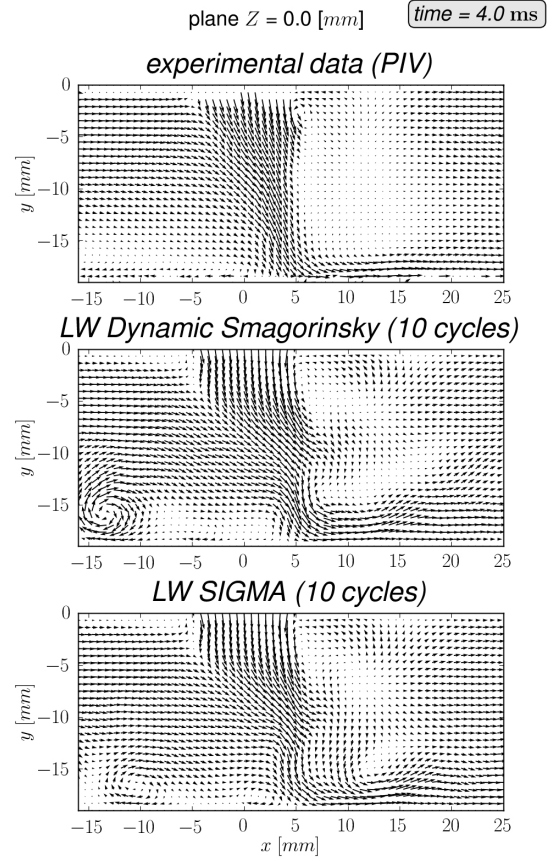 plane Z = 0.0 [mm]
time = 4.0 ms
experimental data (PIV)
0
−5
−10
−15
y [mm]
−15 −10 −5 0 5 10 15 20 25
LW Dynamic Smagorinsky (10 cycles)
0
−5
−10
−15
y [mm]
−15 −10 −5 0 5 10 15 20 25
LW SIGMA (10 cycles)
0
−5
−10
−15
y [mm]
−15 −10 −5 0 5 10 15 20 25
x [mm]